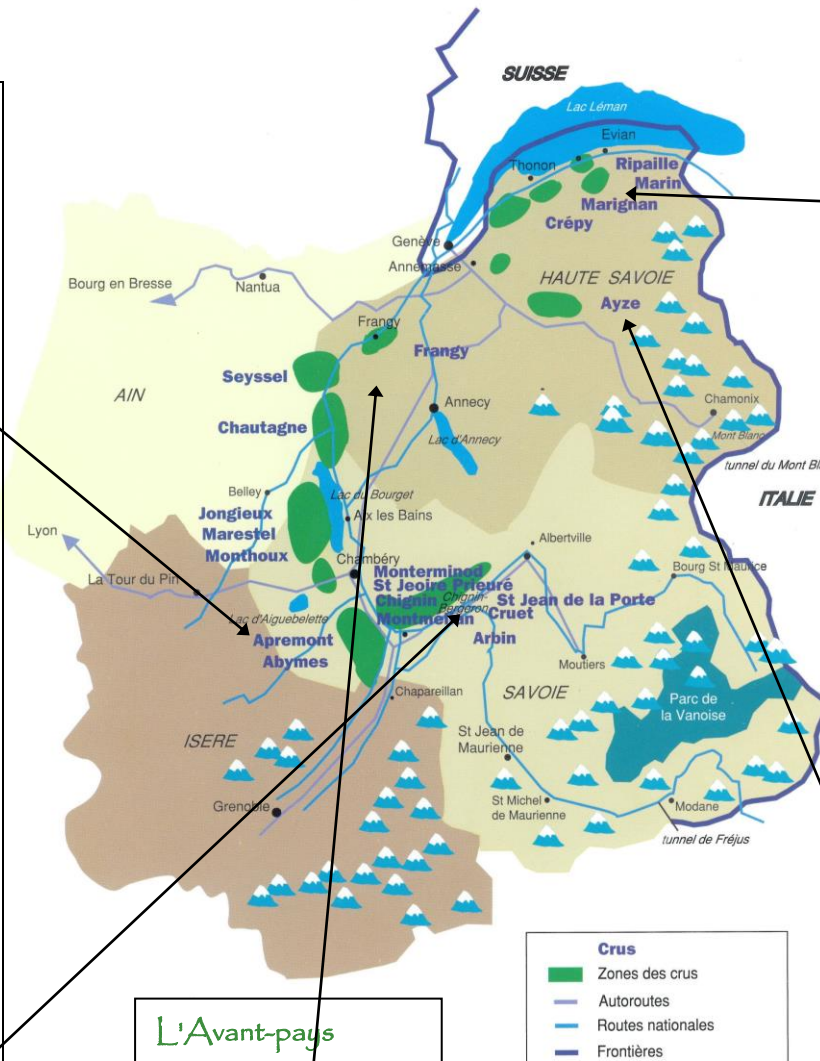 SUISSE
Lac Léman
Evian
Thonon
Ripaille
Marin
Marignan
Crépy
Genève
Annemasse
HAUTE SAVOIE
Bourg en Bresse
Nantua
Ayze
Frangy
Frangy
Seyssel
AIN
Annecy
Chamonix
Chautagne
Mont Blanc
Lac d'Annecy
tunnel du Mont Bl
Belley
Lac du Bourget
ITALIE
Jongieux
Aix les Bains
Marestel
Lyon
Monthoux
Albertville
Chambéry
Bourg St Maurice
La Tour du Pin
Monterminod
St Jeoire Prieuré
Chignin
Chignin-
Bergeron
St Jean de la Porte
Lac d'Aiguebelette
Montmélian
Cruet
Apremont
Arbin
Abymes
Moutiers
Chapareillan
SAVOIE
Parc de
la Vanoise
ISERE
St Jean de
Maurienne
Grenoble
St Michel
de Maurienne
Modane
tunnel de Fréjus
Crus
Zones des crus
Autoroutes
Routes nationales
Frontières
L'Avant-pays